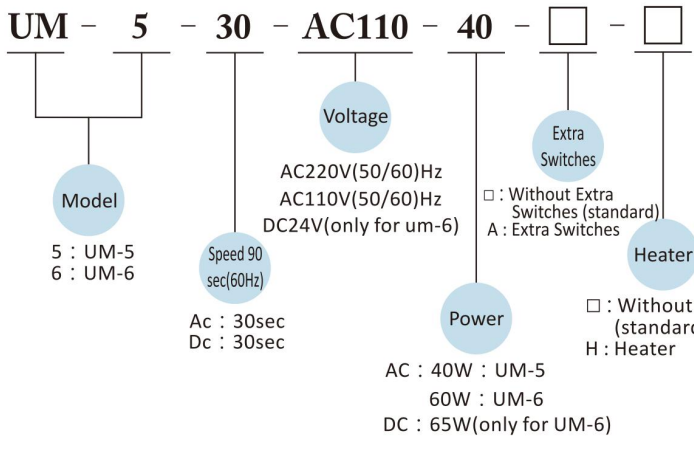 UM - 5 - 30 - AC110 - 40 - □ - □
Voltage
AC220V(50/60)Hz
AC110V(50/60)Hz
DC24V(only for um-6)
Extra
Switches
□ : Without Extra
Switches (standard)
A : Extra Switches
Model
5 : UM-5
6 : UM-6
Speed 90
sec(60Hz)
Ac : 30sec
Dc : 30sec
Heater
□ : Without
(standard
H : Heater
Power
AC : 40W : UM-5
60W : UM-6
DC : 65W(only for UM-6)